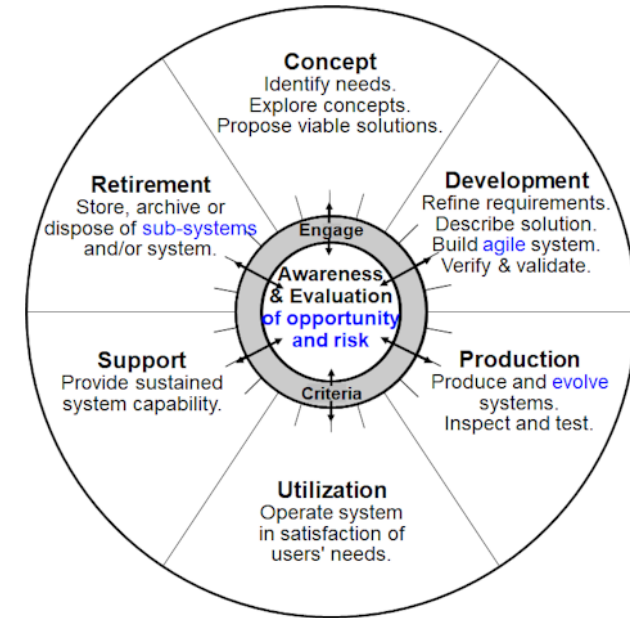 Concept
Identify needs.
Explore concepts.
Propose viable solutions.
Retirement
Store, archive or
dispose of sub-systems
and/or system.
Development
Refine requirements.
Describe solution.
Build agile system.
Verify & validate.
Engage
Awareness
& Evaluation
of opportunity
and risk
Criteria
Support
Provide sustained
system capability.
Production
Produce and evolve
systems.
Inspect and test.
Utilization
Operate system
in satisfaction of
users' needs.